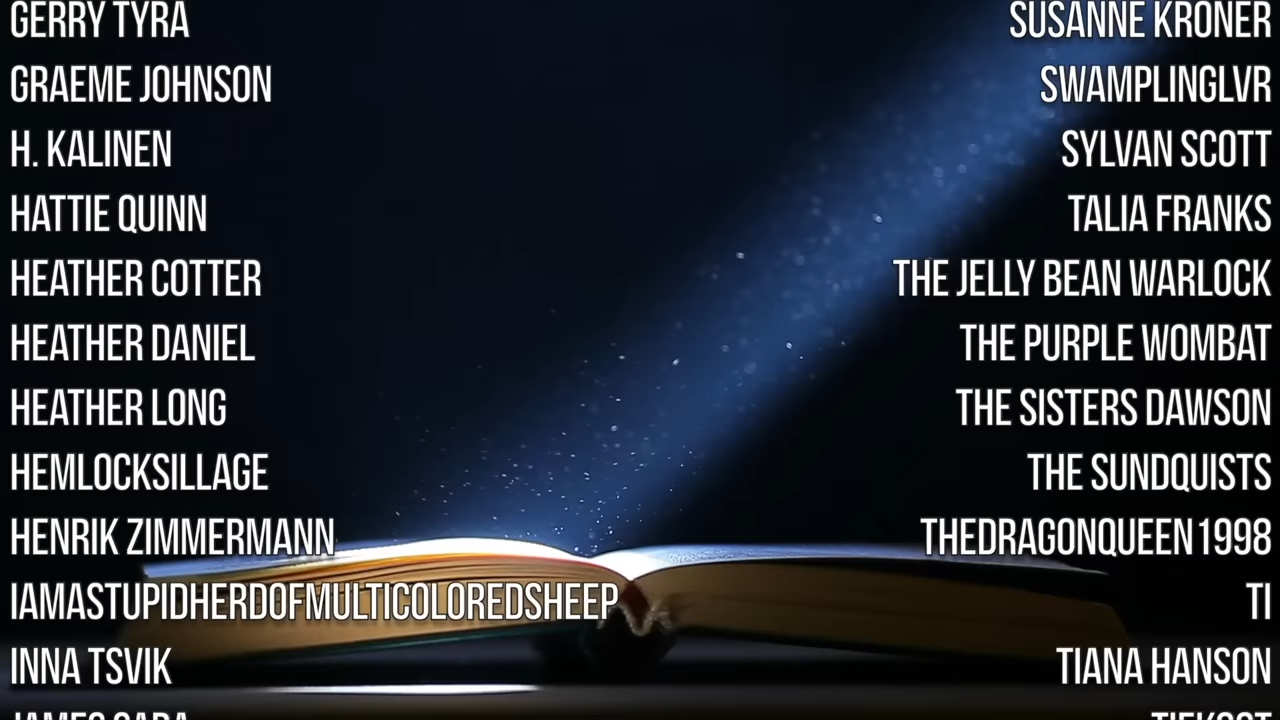 GERRY TYRA
GRAEME JOHNSON
H. KALINEN
HATTIE QUINN
HEATHER COTTER
HEATHER DANIEL
HEATHER LONG
HEMLOCKSILLAGE
HENRIK ZIMMERMANN
IAMASTUPIDHERDOFMULTICOLOREDSHEEP
INNA TSVIK
SUSANNE KRONER
SWAMPLINGLVR
SYLVAN SCOTT
TALIA FRANKS
THE JELLY BEAN WARLOCK
THE PURPLE WOMBAT
THE SISTERS DAWSON
THE SUNDQUISTS
THEDRAGONQUEEN1998
TI
TIANA HANSON